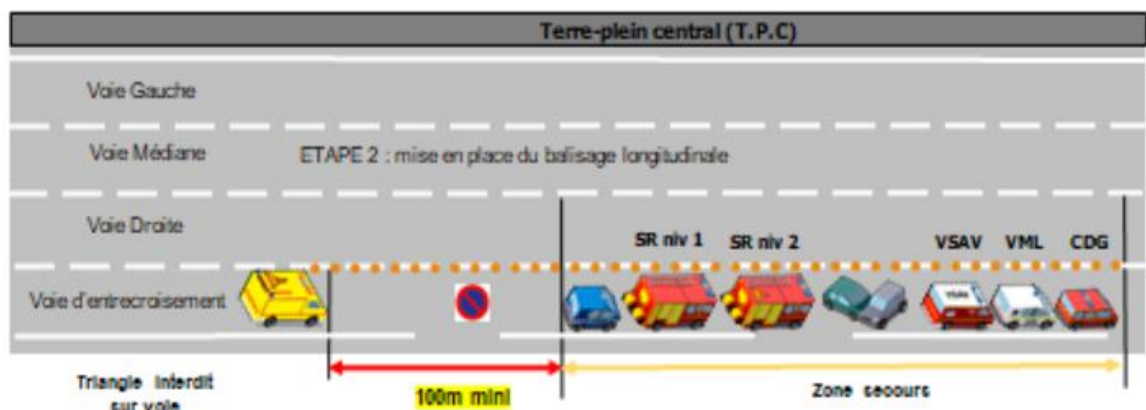 Terre-plein central (T.P.C)
Voie Gauche
Voie Médiane
ETAPE 2 : mise en place du balisage longitudinale
Voie Droite
SR niv 1
SR niv 2
VSAV
VML
CDG
Voie d'entrecroisement
VSAV
Triangle interdit
sur voie
100m mini
Zone secours